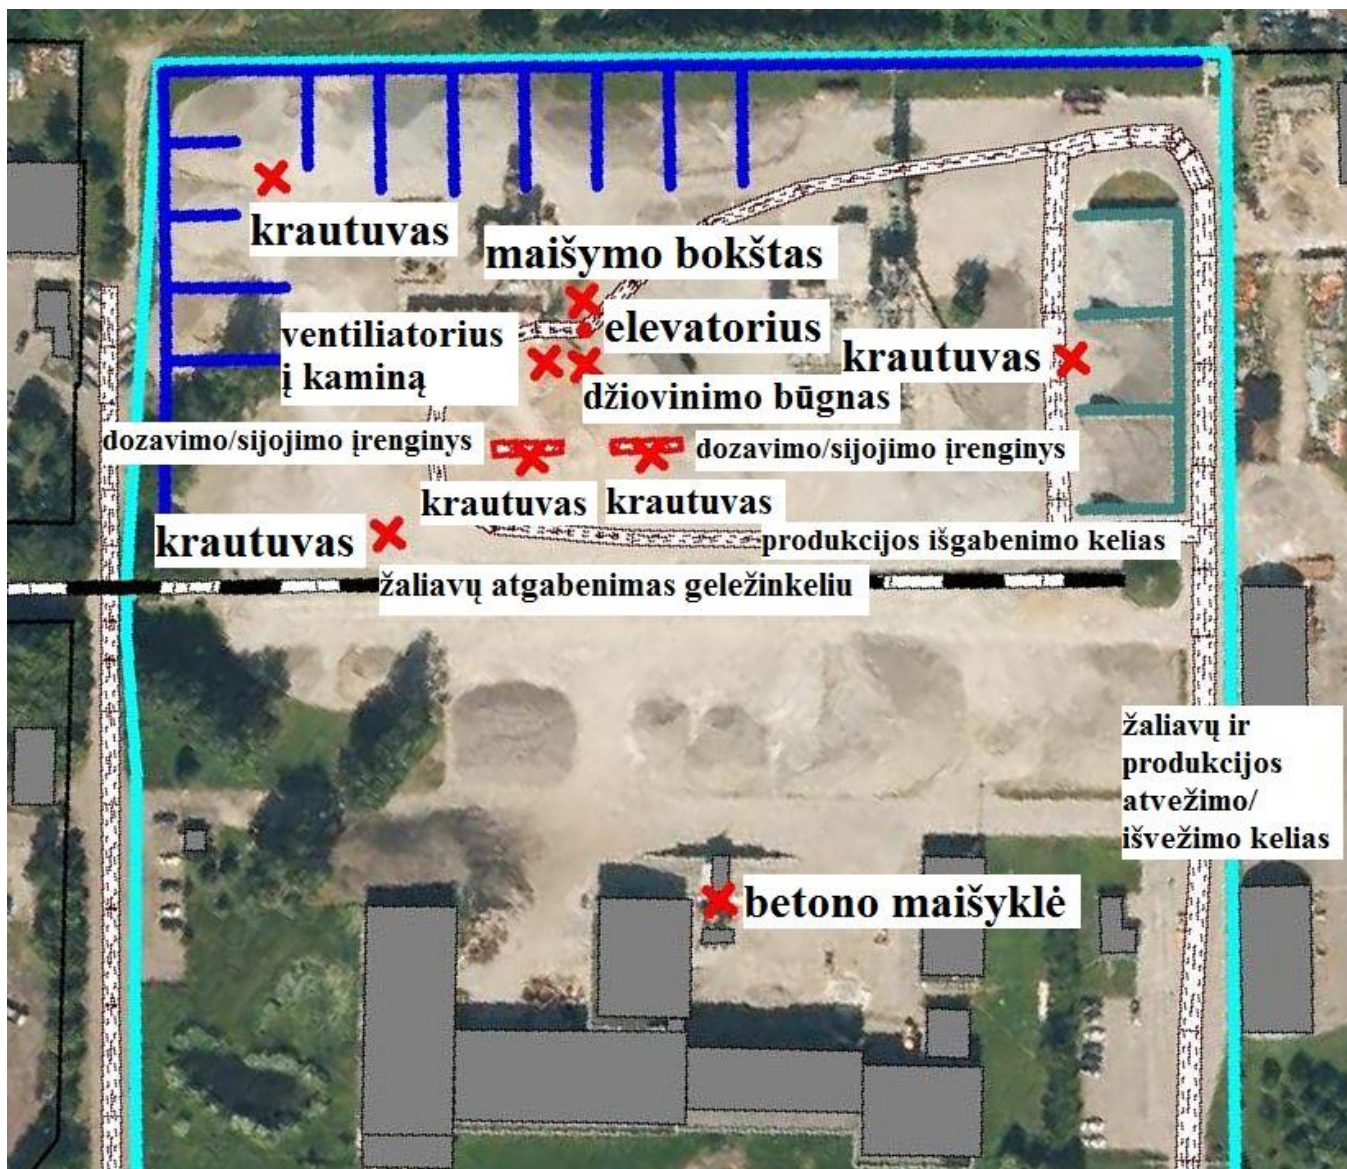 krautuvas
maišymo bokštas
elevatorius
ventiliatorius
į kaminą
krautuvas
džiovinimo būgnas
dozavimo/sijojimo įrenginys
dozavimo/sijojimo įrenginys
krautuvas
krautuvas
krautuvas
produkcijos išgabenimo kelias
žaliavų atgabenimas geležinkeliu
žaliavų ir
produkcijos
atvežimo/
išvežimo kelias
betono maišyklė